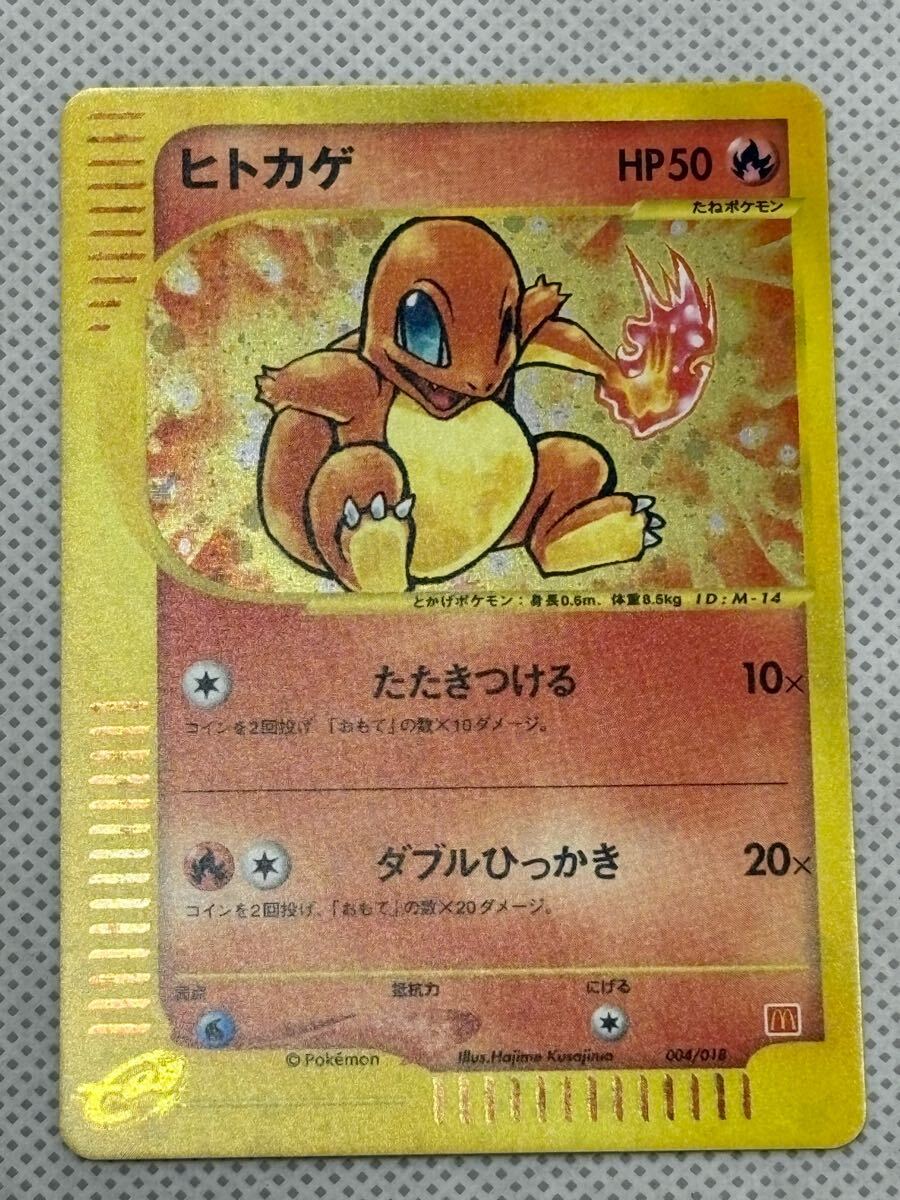 ヒトカゲ HP50
たねポケモン
とかげポケモン：身長0.6m、体重8.5kg ID:M-14
たたきつける 10×
コインを2回投げ、「おもて」の数×10ダメージ。
ダブルひっかき 20×
コインを2回投げ、「おもて」の数×20ダメージ。
弱点 抵抗力 にげる
©Pokémon Illus.Hajime Kusajima 004/018